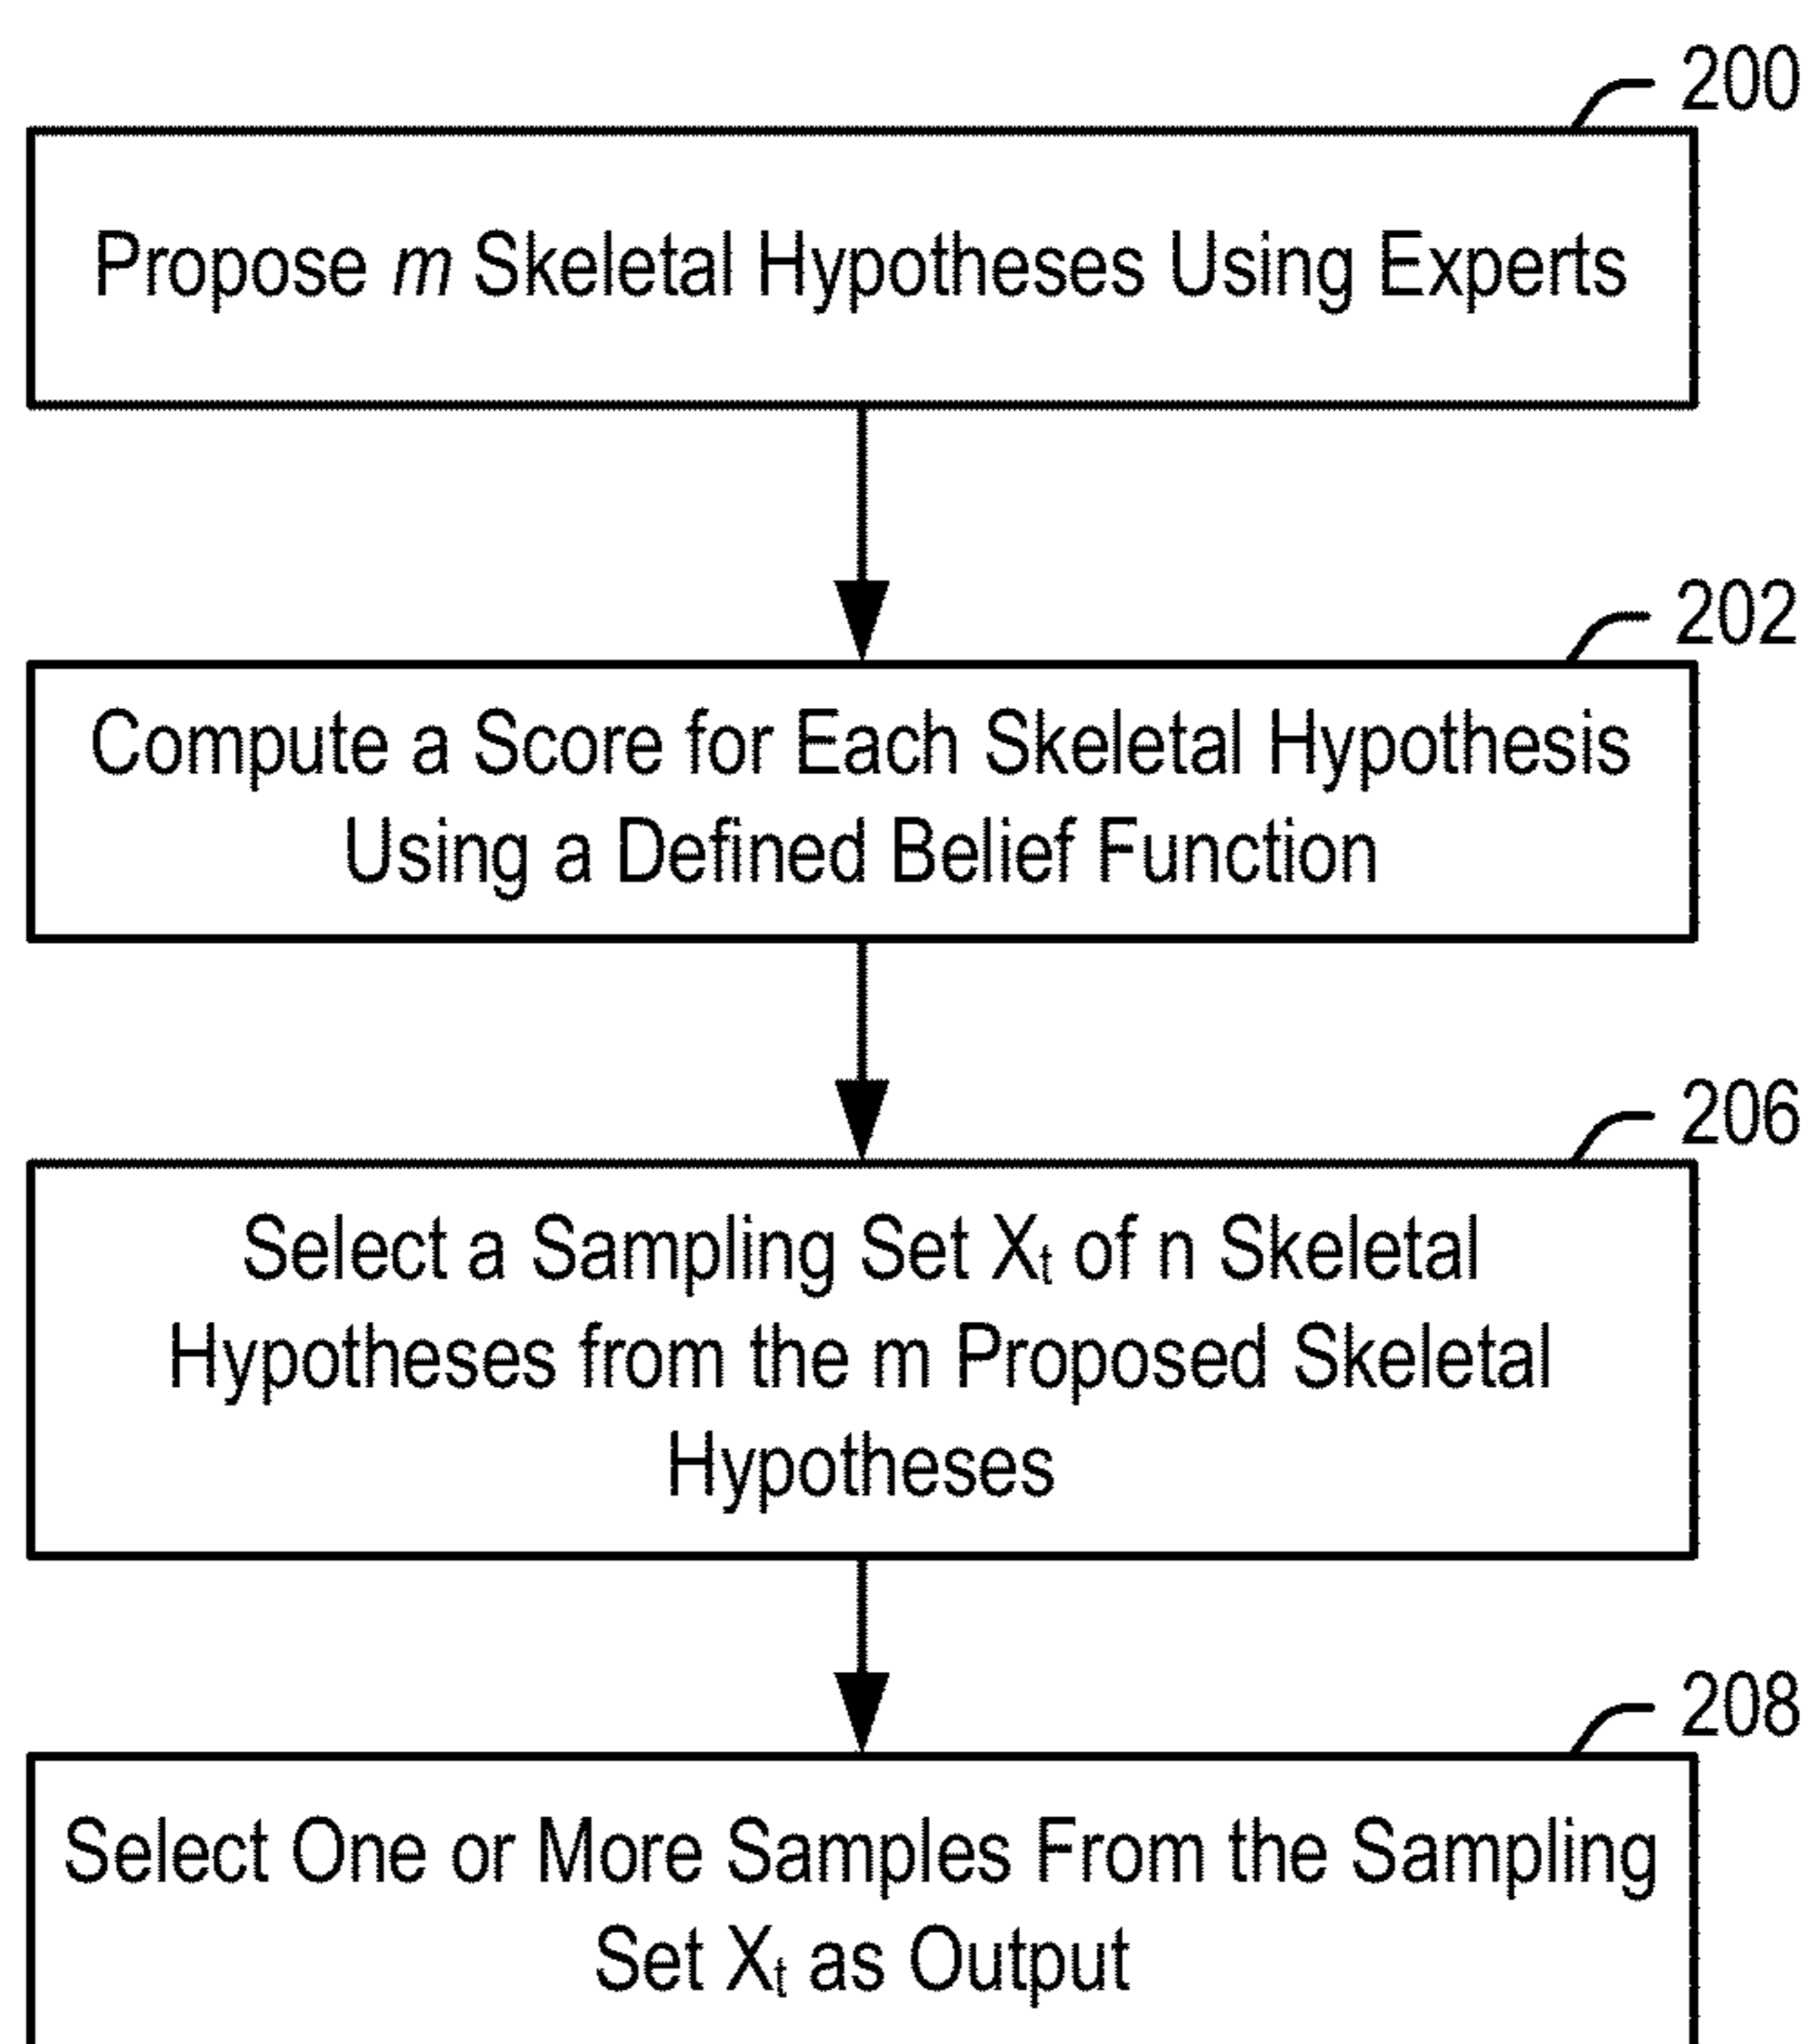 200
Propose m Skeletal Hypotheses Using Experts
202
Compute a Score for Each Skeletal Hypothesis
Using a Defined Belief Function
206
Select a Sampling Set Xₜ of n Skeletal
Hypotheses from the m Proposed Skeletal
Hypotheses
208
Select One or More Samples From the Sampling
Set Xₜ as Output